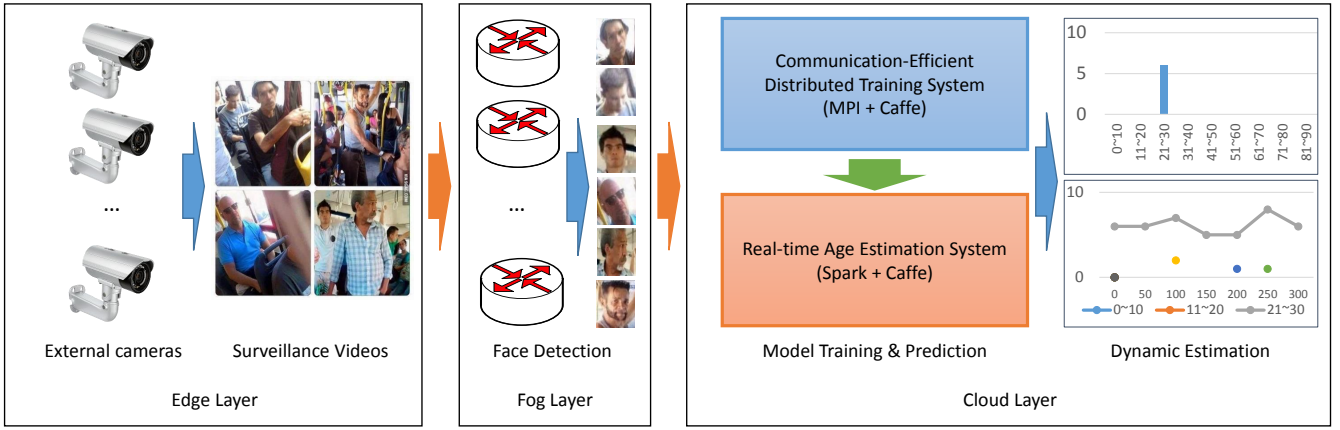 ...
External cameras
Surveillance Videos
Edge Layer
...
Face Detection
Fog Layer
Communication-Efficient
Distributed Training System
(MPI + Caffe)
Real-time Age Estimation System
(Spark + Caffe)
Model Training & Prediction
10
5
0
0~10
11~20
21~30
31~40
41~50
51~60
61~70
71~80
81~90
10
0
0 50 100 150 200 250 300
0~10 11~20 21~30
Dynamic Estimation
Cloud Layer